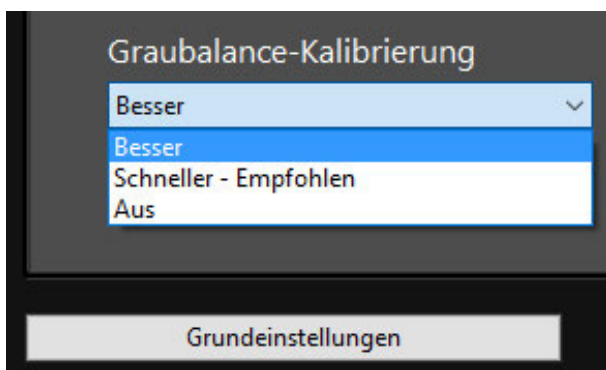 Graubalance-Kalibrierung
Besser
Besser
Schneller - Empfohlen
Aus
Grundeinstellungen